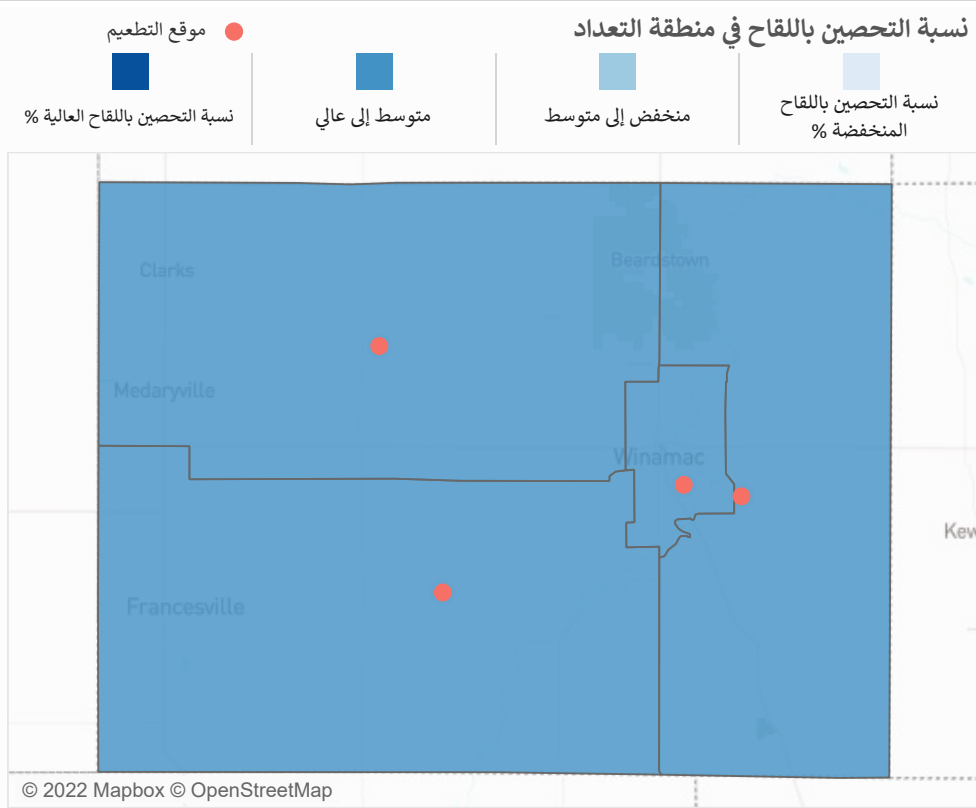 نسبة التحصين باللقاح في منطقة التعداد
موقع التطعيم
نسبة التحصين باللقاح
المنخفضة %
منخفض إلى متوسط
متوسط إلى عالي
نسبة التحصين باللقاح العالية %
Clarks
Beardstown
Medaryville
Winamac
Kew
Francesville
© 2022 Mapbox © OpenStreetMap